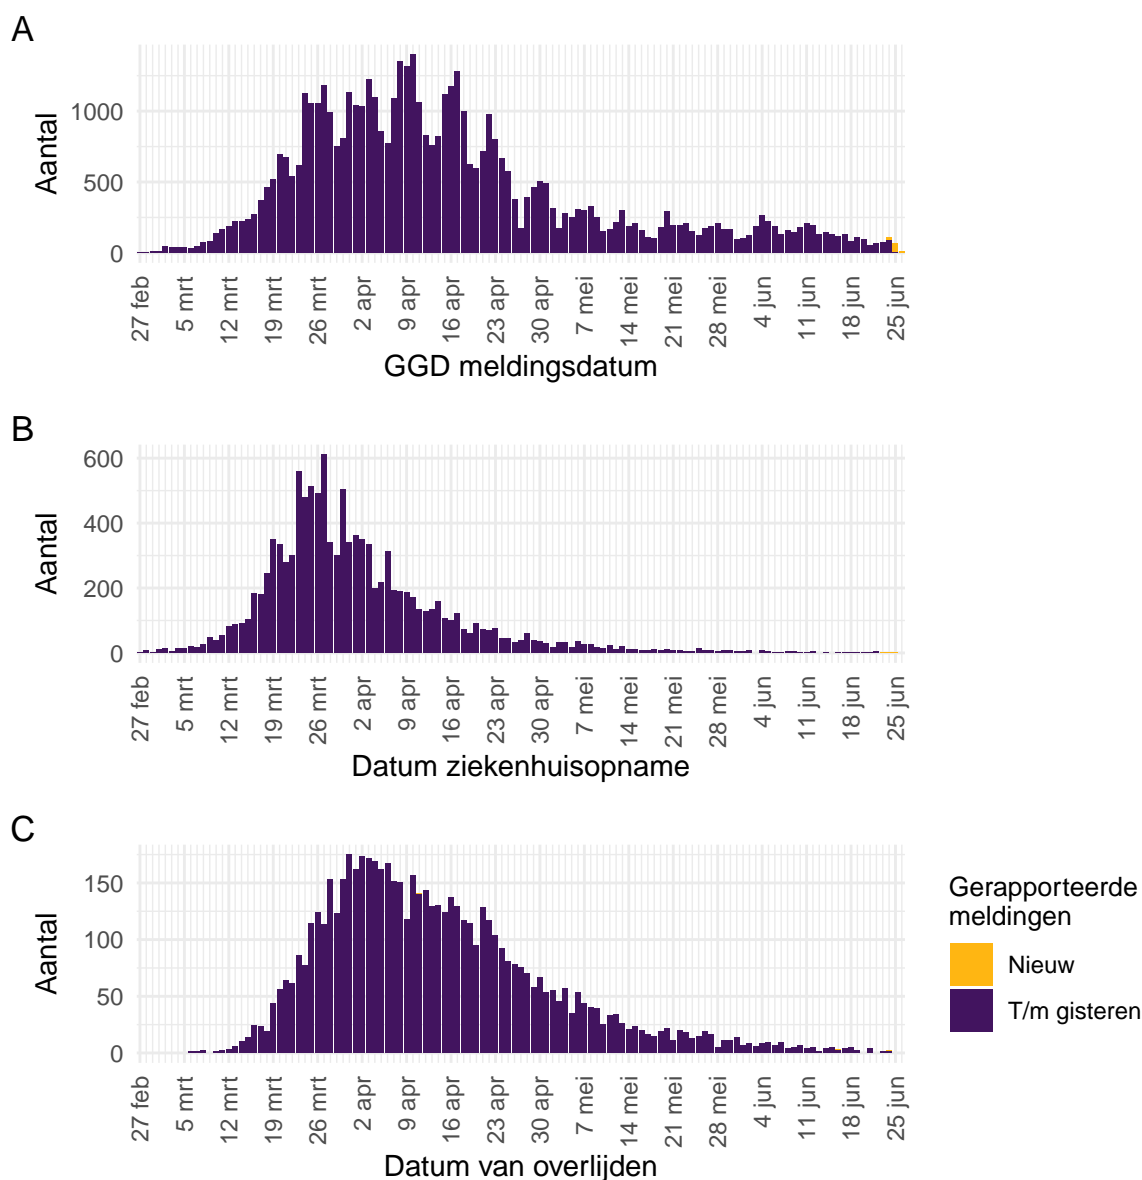 A
Aantal
1000
500
0
27 feb
5 mrt
12 mrt
19 mrt
26 mrt
2 apr
9 apr
16 apr
23 apr
30 apr
7 mei
14 mei
21 mei
28 mei
4 jun
11 jun
18 jun
25 jun
GGD meldingsdatum
B
Aantal
600
400
200
0
27 feb
5 mrt
12 mrt
19 mrt
26 mrt
2 apr
9 apr
16 apr
23 apr
30 apr
7 mei
14 mei
21 mei
28 mei
4 jun
11 jun
18 jun
25 jun
Datum ziekenhuisopname
C
Aantal
150
100
50
0
27 feb
5 mrt
12 mrt
19 mrt
26 mrt
2 apr
9 apr
16 apr
23 apr
30 apr
7 mei
14 mei
21 mei
28 mei
4 jun
11 jun
18 jun
25 jun
Datum van overlijden
Gerapporteerde
meldingen
Nieuw
T/m gisteren